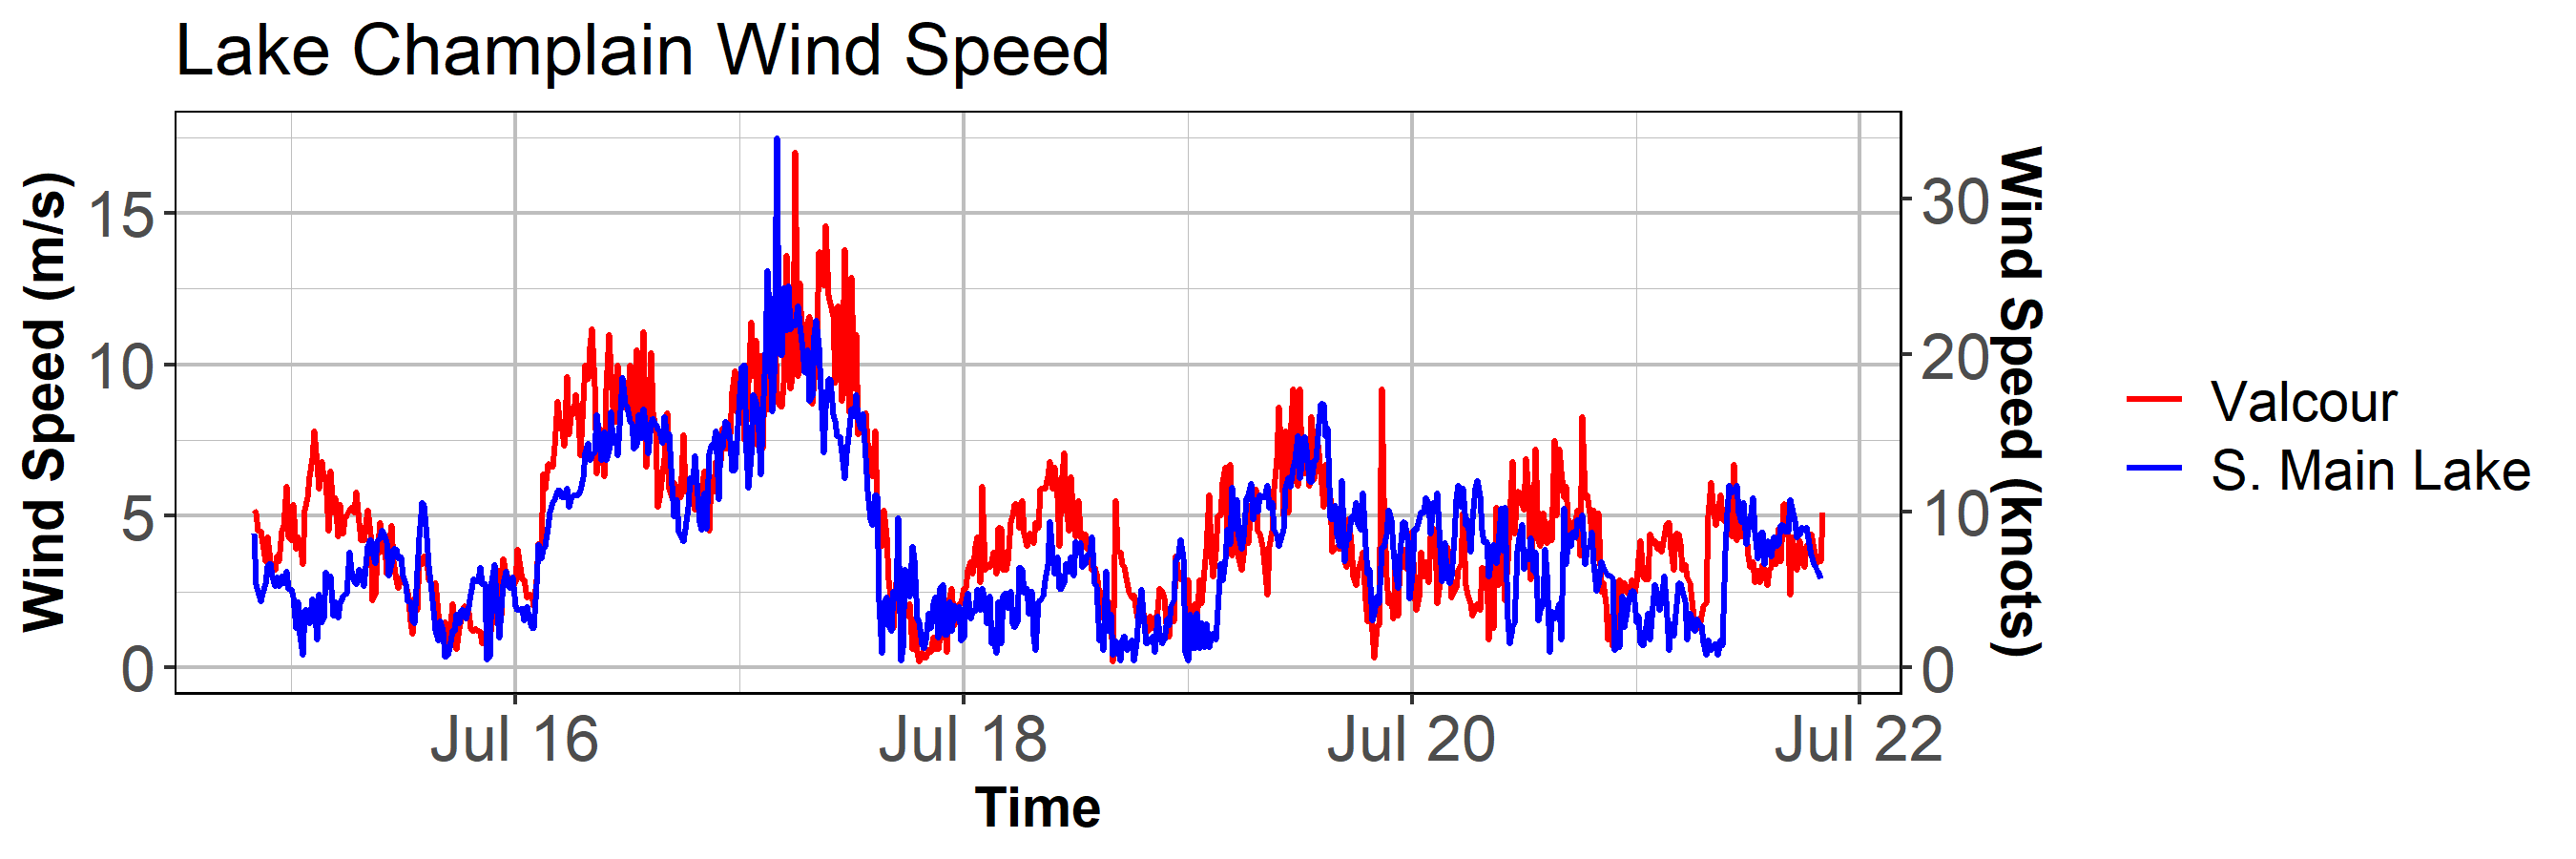 Lake Champlain Wind Speed
Wind Speed (m/s)
15
10
5
0
30
20
10
0
Wind Speed (knots)
Jul 16
Jul 18
Jul 20
Jul 22
Time
Valcour
S. Main Lake